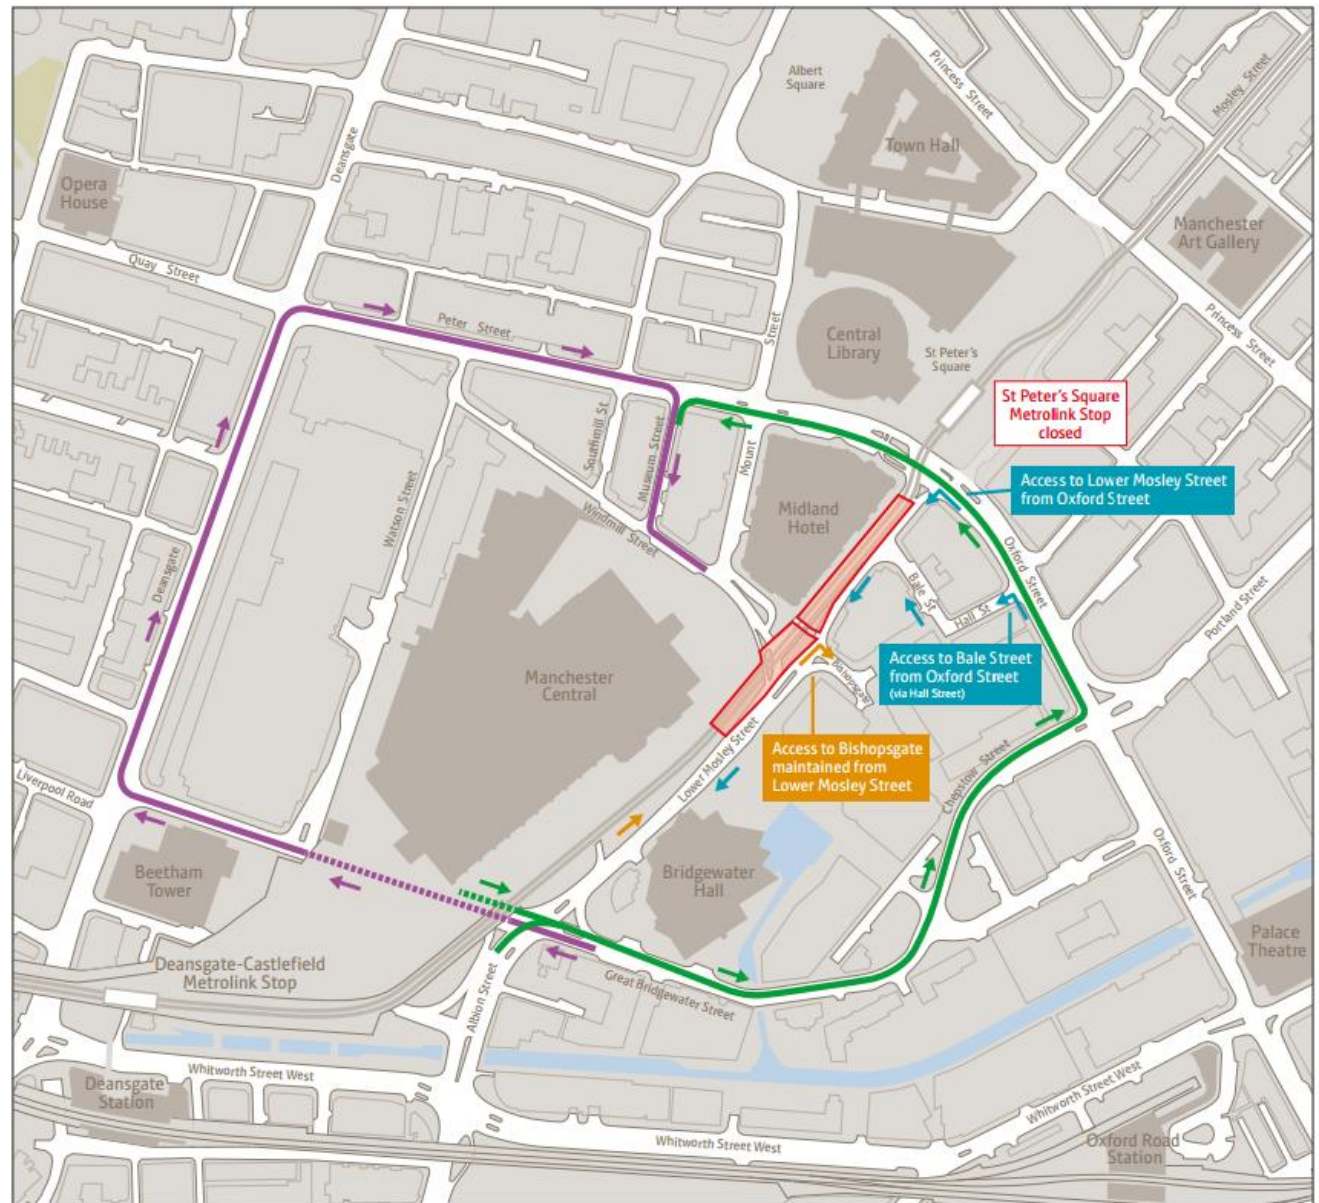 Princess Street
Mosley Street
Albert
Square
Town Hall
Deansgate
Opera
House
Manchester
Art Gallery
Quay Street
Peter Street
Street
Central
Library
St Peter's
Square
Princess Street
St Peter's Square
Metrolink Stop
closed
Access to Lower Mosley Street
from Oxford Street
Southmill St
Museum Street
Mount
Midland
Hotel
Watson Street
Windmill Street
Oxford Street
Bale St
Hall St
Portland Street
Deansgate
Access to Bale Street
from Oxford Street
(via Hall Street)
Bishopsgate
Manchester
Central
Lower Mosley Street
Access to Bishopsgate
maintained from
Lower Mosley Street
Chepstow Street
Liverpool Road
Beetham
Tower
Bridgewater
Hall
Oxford Street
Palace
Theatre
Deansgate-Castlefield
Metrolink Stop
Albion Street
Great Bridgewater Street
Whitworth Street West
Deansgate
Station
Whitworth Street West
Whitworth Street West
Oxford Road
Station